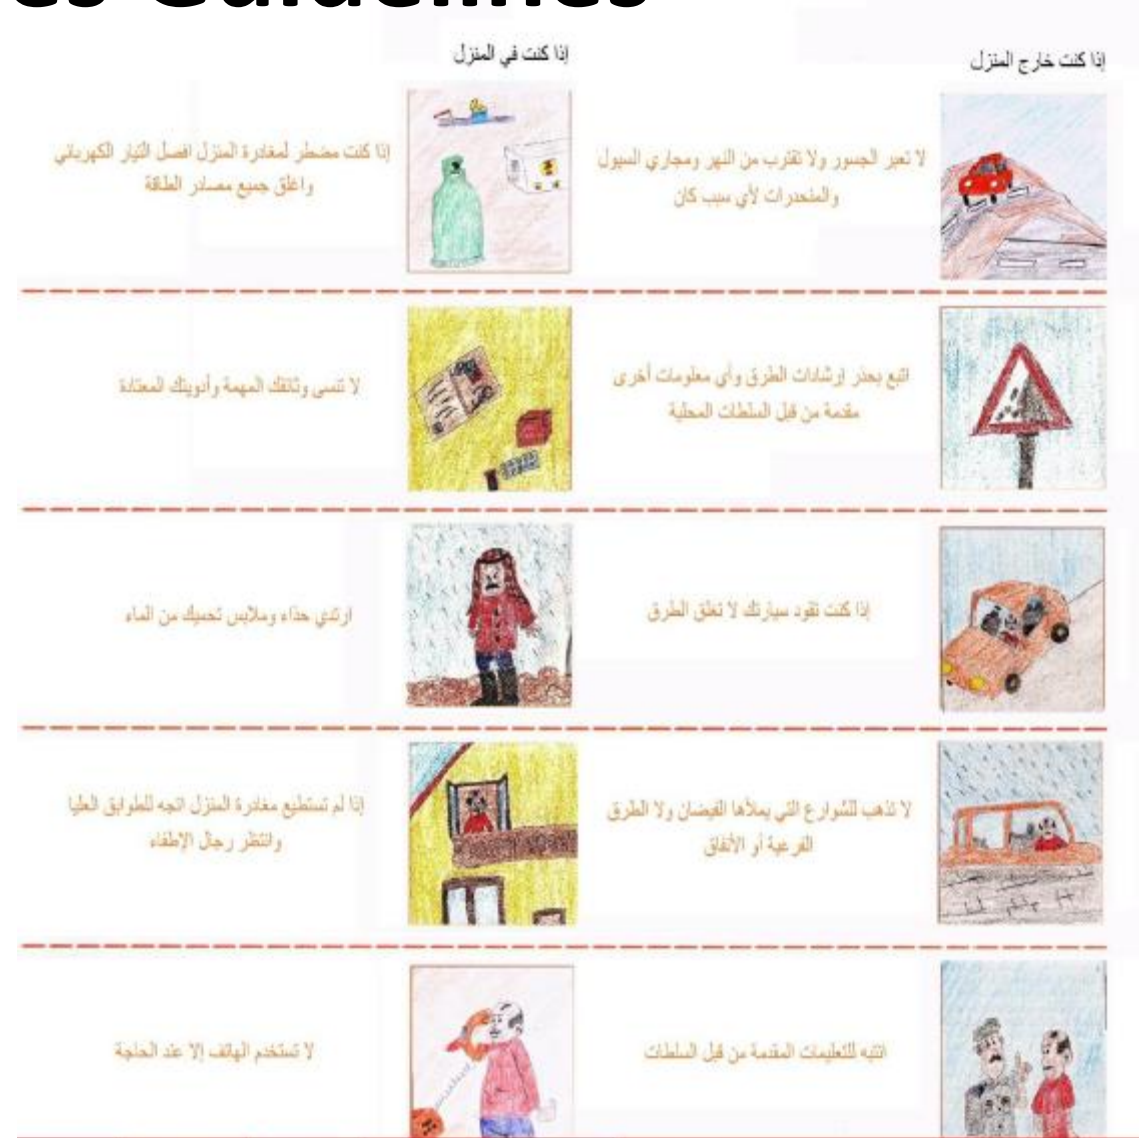 es Guidelines
إذا كنت خارج المنزل
لا تعبر الجسور ولا تقترب من النهر ومجاري السيول
والمنحدرات لأي سبب كان
اتبع بحذر ارشادات الطرق وأي معلومات أخرى
مقدمة من قبل السلطات المحلية
إذا كنت تقود سيارتك لا تغلق الطرق
لا تذهب للشوارع التي يملأها الفيضان ولا الطرق
الفرعية أو الأنفاق
انتبه للتعليمات المقدمة من قبل السلطات
إذا كنت في المنزل
إذا كنت مضطر لمغادرة المنزل افصل التيار الكهربائي
واغلق جميع مصادر الطاقة
لا تنسى وثائقك المهمة وأدويتك المعتادة
ارتدي حذاء وملابس تحميك من الماء
إذا لم تستطيع مغادرة المنزل اتجه للطوابق العليا
وانتظر رجال الإطفاء
لا تستخدم الهاتف إلا عند الحاجة